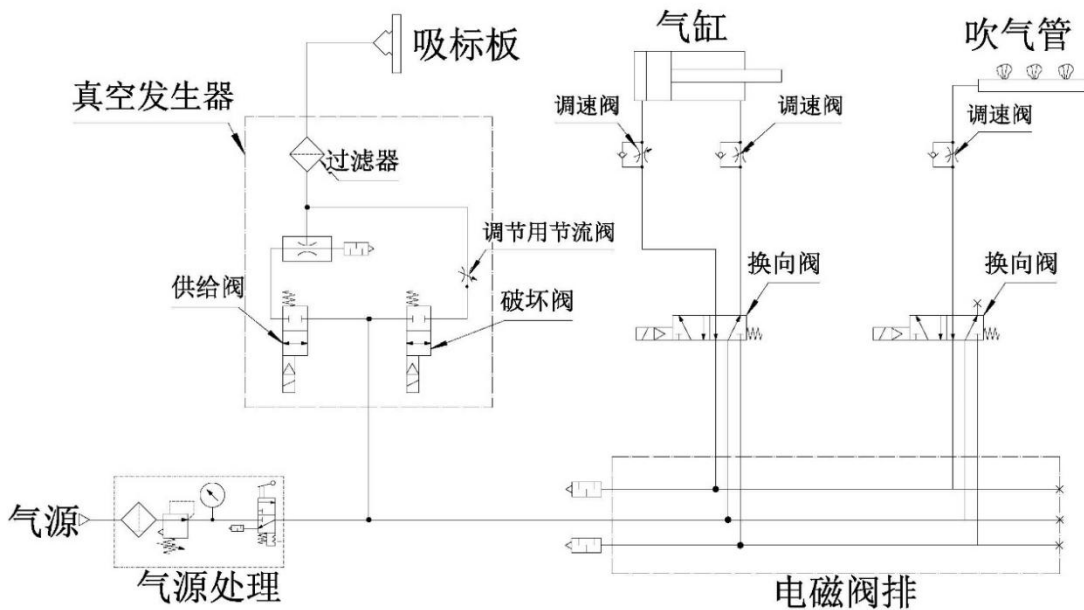 气缸
吹气管
吸标板
真空发生器
调速阀
调速阀
调速阀
过滤器
调节用节流阀
换向阀
换向阀
供给阀
破坏阀
气源
气源处理
电磁阀排